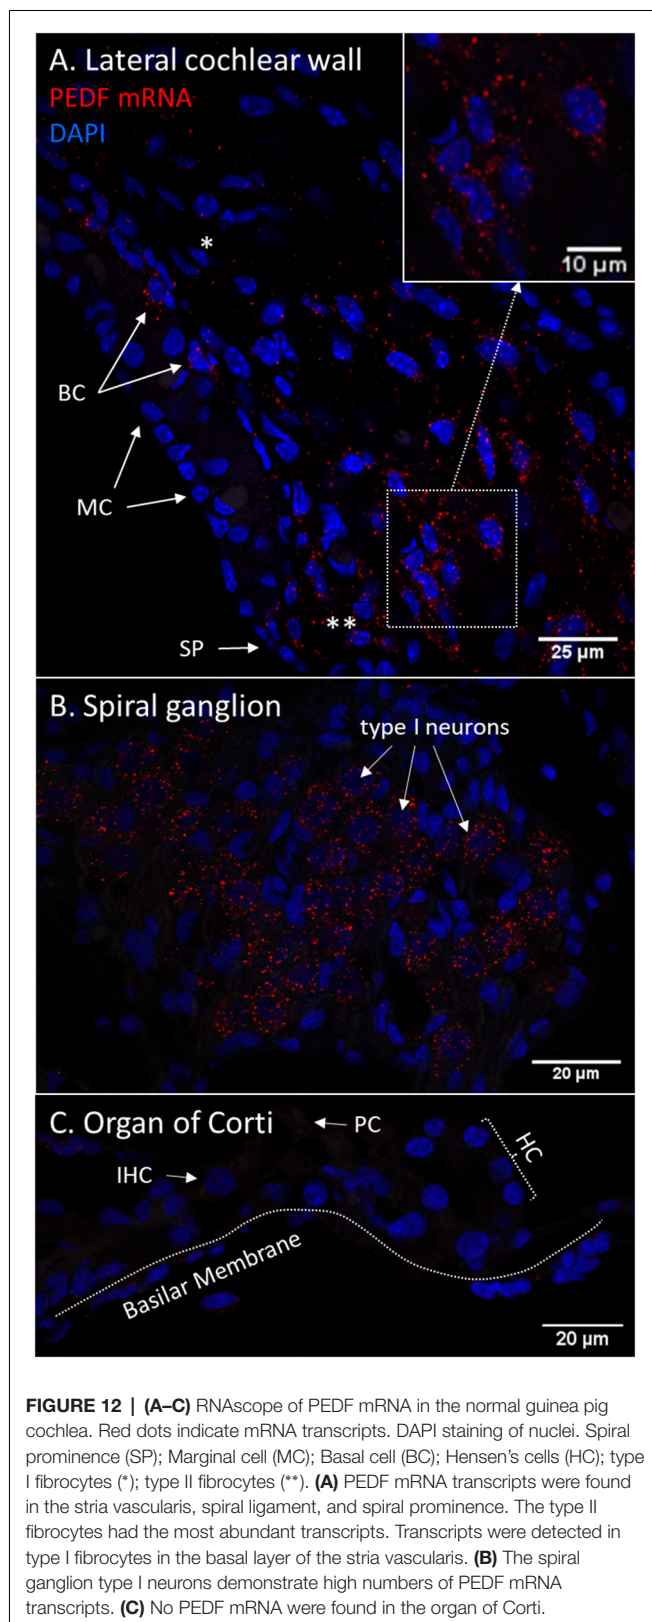 A. Lateral cochlear wall
PEDF mRNA
DAPI
10 µm
*
BC
MC
**
SP
25 µm
B. Spiral ganglion
type I neurons
20 µm
C. Organ of Corti
PC
HC
IHC
Basilar Membrane
20 µm
FIGURE 12 | (A–C) RNAscope of PEDF mRNA in the normal guinea pig
cochlea. Red dots indicate mRNA transcripts. DAPI staining of nuclei. Spiral
prominence (SP); Marginal cell (MC); Basal cell (BC); Hensen’s cells (HC); type
I fibrocytes (*); type II fibrocytes (**). (A) PEDF mRNA transcripts were found
in the stria vascularis, spiral ligament, and spiral prominence. The type II
fibrocytes had the most abundant transcripts. Transcripts were detected in
type I fibrocytes in the basal layer of the stria vascularis. (B) The spiral
ganglion type I neurons demonstrate high numbers of PEDF mRNA
transcripts. (C) No PEDF mRNA were found in the organ of Corti.